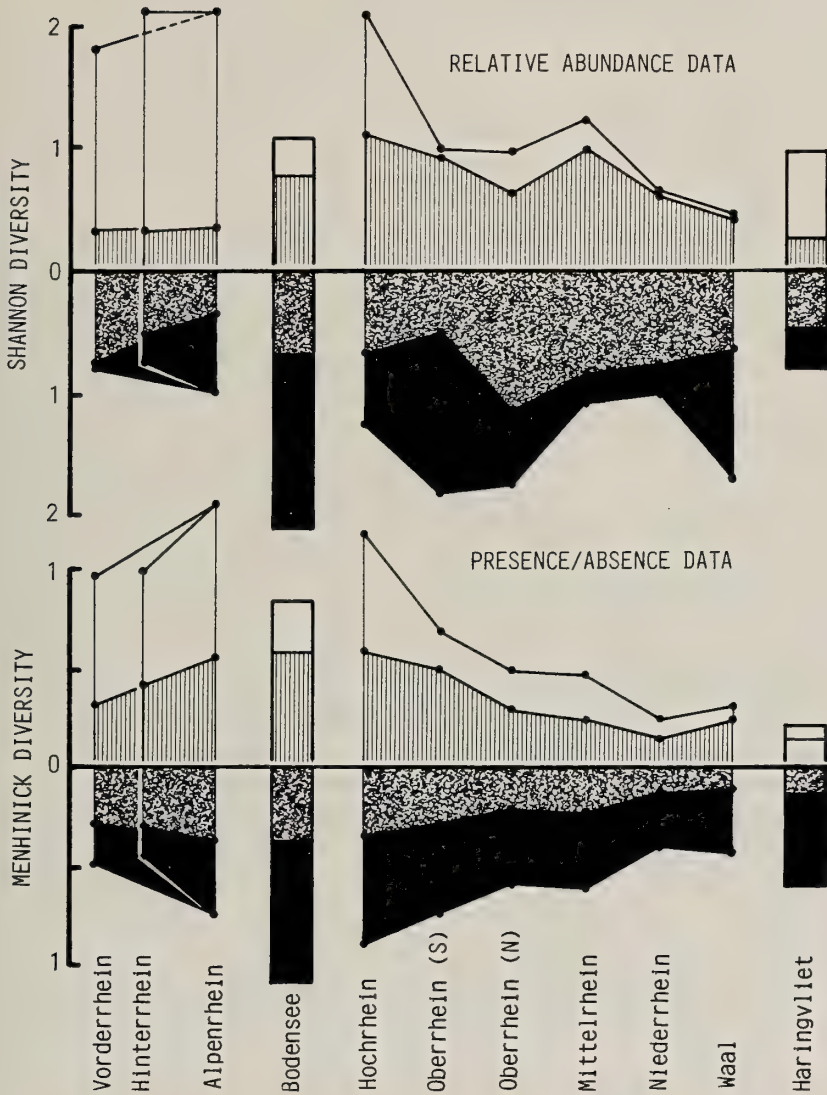 2
RELATIVE ABUNDANCE DATA
1
0
1
2
SHANNON DIVERSITY
PRESENCE/ABSENCE DATA
1
0
1
MENHINICK DIVERSITY
Vorderrhein
Hinterrhein
Alpenrhein
Bodensee
Hochrhein
Oberrhein (S)
Oberrhein (N)
Mittelrhein
Niederrhein
Waal
Haringvliet